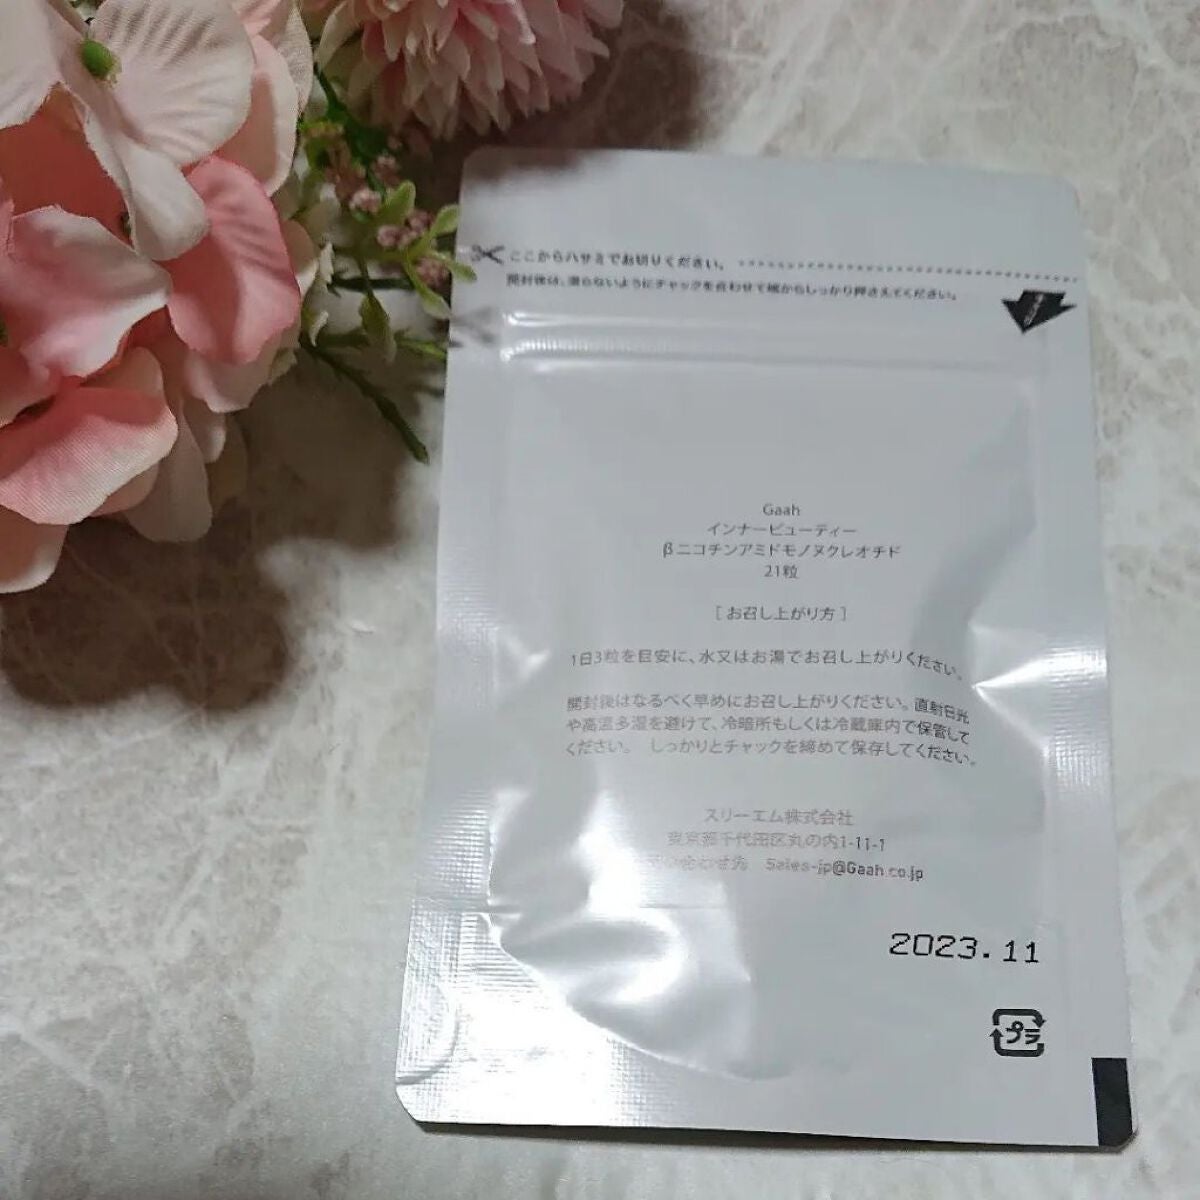 ここからハサミでお切りください。
開封後は、湿らないようにチャックを合わせて端からしっかり押さえてください。
Gaah
インナービューティー
βニコチンアミドモノヌクレオチド
21粒
[ お召し上がり方 ]
1日3粒を目安に、水又はお湯でお召し上がりください。
開封後はなるべく早めにお召し上がりください。直射日光
や高温多湿を避けて、冷暗所もしくは冷蔵庫内で保管して
ください。 しっかりとチャックを締めて保存してください。
スリーエム株式会社
東京都千代田区丸の内1-11-1
合わせ先 Sales-jp@Gaah.co.jp
2023.11
プラ